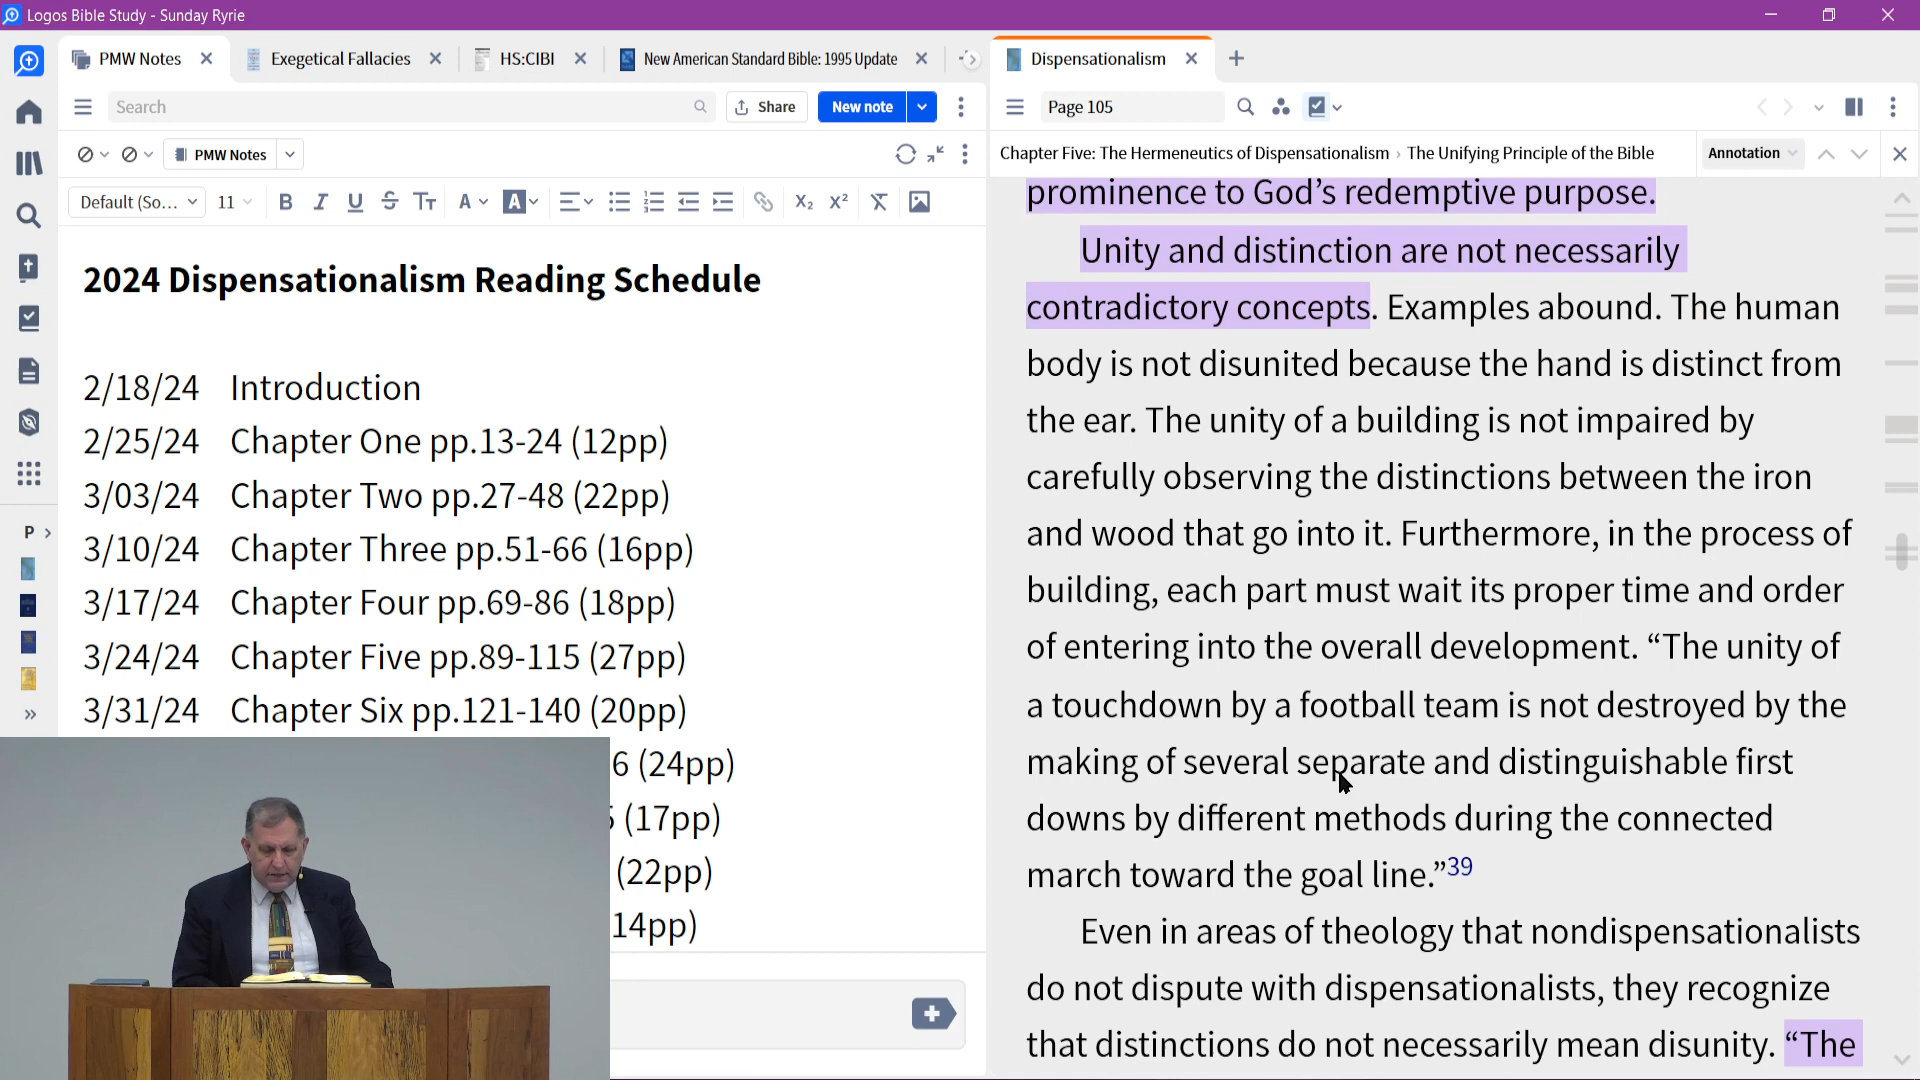 Logos Bible Study - Sunday Ryrie
PMW Notes
Exegetical Fallacies
HS:CIBI
New American Standard Bible: 1995 Update
Search
Share
New note
PMW Notes
Default (So...
11
2024 Dispensationalism Reading Schedule
2/18/24 Introduction
2/25/24 Chapter One pp.13-24 (12pp)
3/03/24 Chapter Two pp.27-48 (22pp)
3/10/24 Chapter Three pp.51-66 (16pp)
3/17/24 Chapter Four pp.69-86 (18pp)
3/24/24 Chapter Five pp.89-115 (27pp)
3/31/24 Chapter Six pp.121-140 (20pp)
6 (24pp)
(17pp)
(22pp)
14pp)
P
Dispensationalism
Page 105
Chapter Five: The Hermeneutics of Dispensationalism › The Unifying Principle of the Bible
Annotation
prominence to God’s redemptive purpose.
Unity and distinction are not necessarily
contradictory concepts. Examples abound. The human
body is not disunited because the hand is distinct from
the ear. The unity of a building is not impaired by
carefully observing the distinctions between the iron
and wood that go into it. Furthermore, in the process of
building, each part must wait its proper time and order
of entering into the overall development. “The unity of
a touchdown by a football team is not destroyed by the
making of several separate and distinguishable first
downs by different methods during the connected
march toward the goal line.”39
Even in areas of theology that nondispensationalists
do not dispute with dispensationalists, they recognize
that distinctions do not necessarily mean disunity. “The